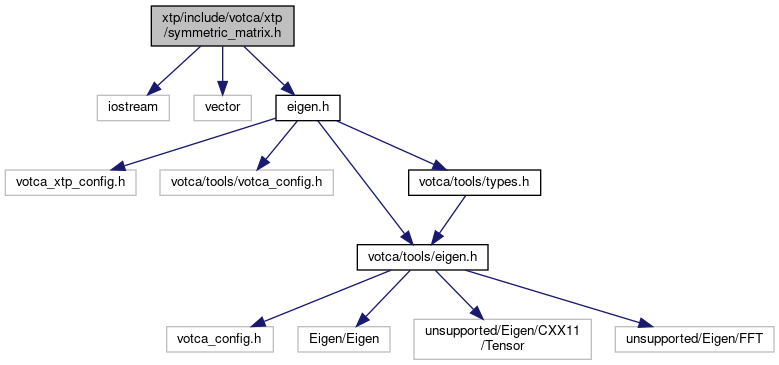 xtp/include/votca/xtp
/symmetric_matrix.h
iostream
vector
eigen.h
votca_xtp_config.h
votca/tools/votca_config.h
votca/tools/types.h
votca/tools/eigen.h
votca_config.h
Eigen/Eigen
unsupported/Eigen/CXX11
/Tensor
unsupported/Eigen/FFT